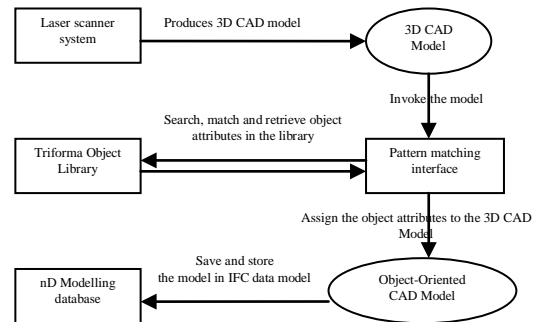 Laser scanner
system
Produces 3D CAD model
3D CAD
Model
Invoke the model
Search, match and retrieve object
attributes in the library
Triforma Object
Library
Pattern matching
interface
Assign the object attributes to the 3D CAD
Model
Save and store
the model in IFC data model
nD Modelling
database
Object-Oriented
CAD Model